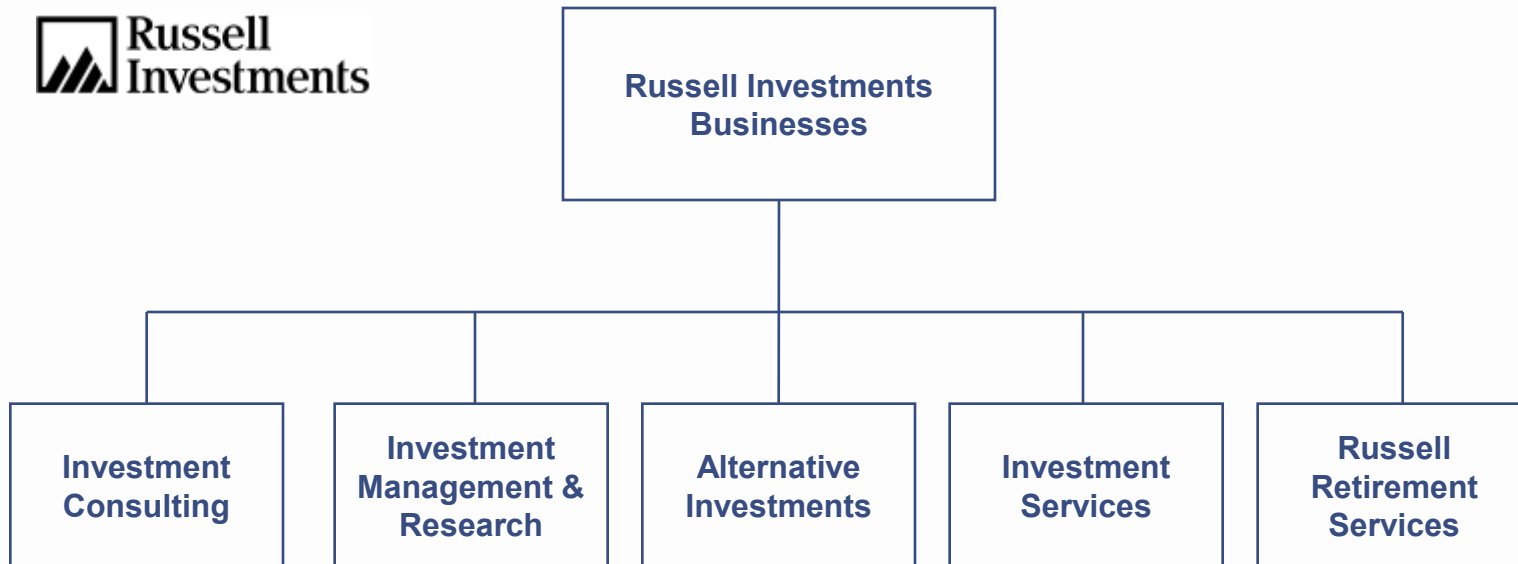 Russell
Investments
Russell Investments
Businesses
Investment
Consulting
Investment
Management &
Research
Alternative
Investments
Investment
Services
Russell
Retirement
Services